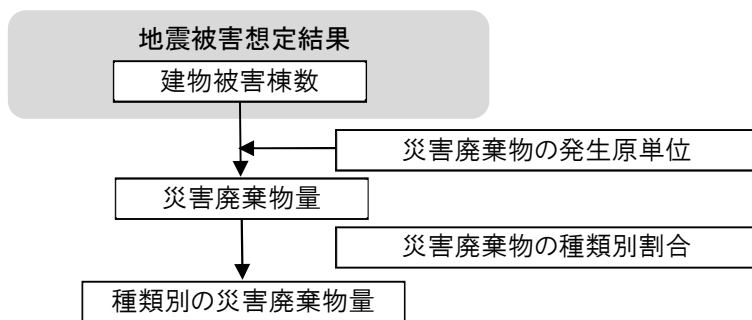 地震被害想定結果
建物被害棟数
災害廃棄物の発生原単位
災害廃棄物量
災害廃棄物の種類別割合
種類別の災害廃棄物量